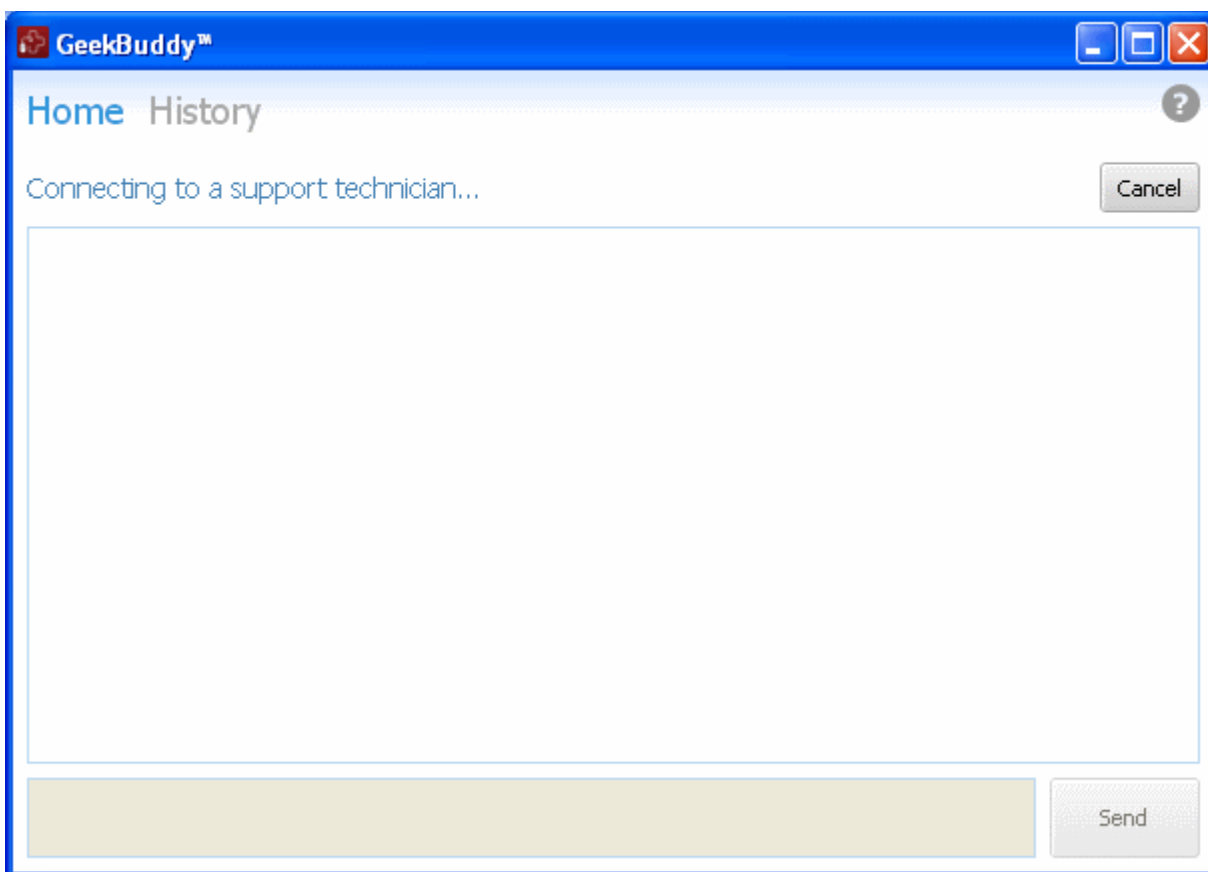 GeekBuddy™
Home History
?
Connecting to a support technician...
Cancel
Send